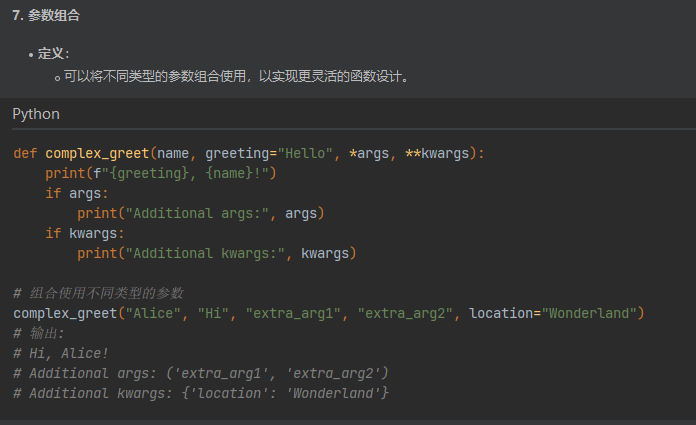 7. 参数组合
• 定义：
○ 可以将不同类型的参数组合使用，以实现更灵活的函数设计。
Python
def complex_greet(name, greeting="Hello", *args, **kwargs):
    print(f"{greeting}, {name}!")
    if args:
        print("Additional args:", args)
    if kwargs:
        print("Additional kwargs:", kwargs)
# 组合使用不同类型的参数
complex_greet("Alice", "Hi", "extra_arg1", "extra_arg2", location="Wonderland")
# 输出:
# Hi, Alice!
# Additional args: ('extra_arg1', 'extra_arg2')
# Additional kwargs: {'location': 'Wonderland'}